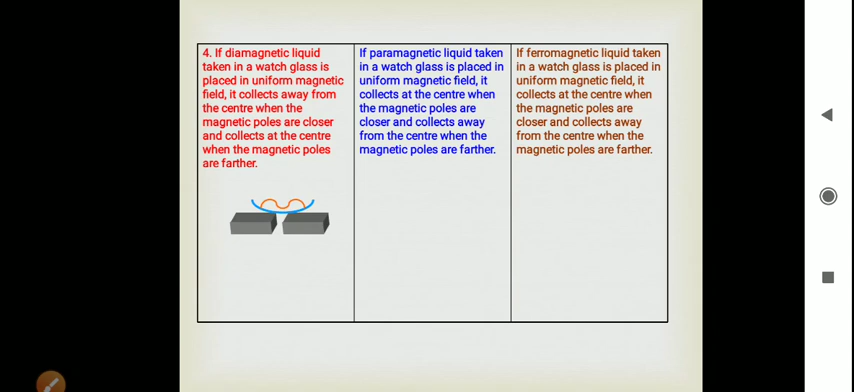 4. If diamagnetic liquid
taken in a watch glass is
placed in uniform magnetic
field, it collects away from
the centre when the
magnetic poles are closer
and collects at the centre
when the magnetic poles
are farther.
If paramagnetic liquid taken
in a watch glass is placed in
uniform magnetic field, it
collects at the centre when
the magnetic poles are
closer and collects away
from the centre when the
magnetic poles are farther.
If ferromagnetic liquid taken
in a watch glass is placed in
uniform magnetic field, it
collects at the centre when
the magnetic poles are
closer and collects away
from the centre when the
magnetic poles are farther.